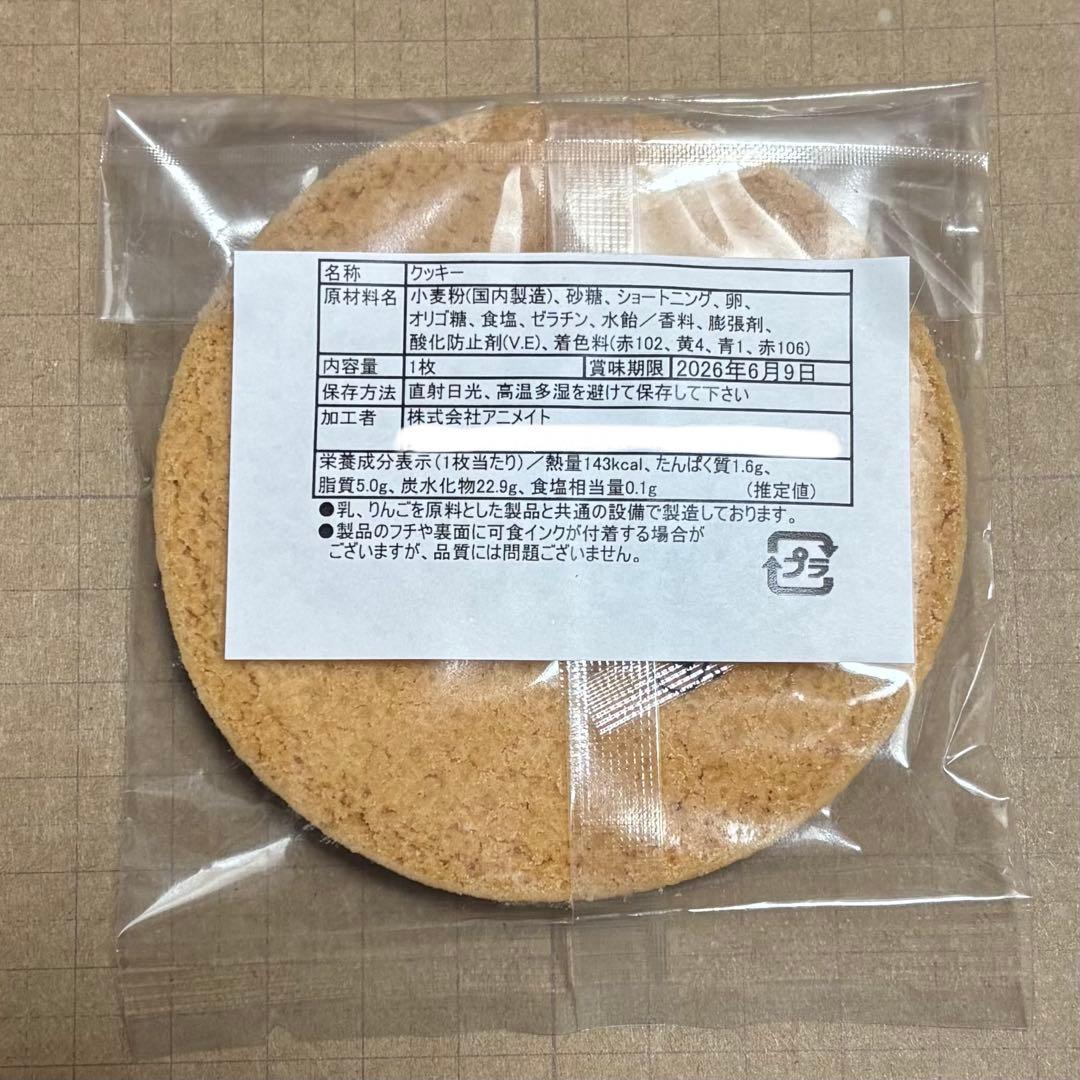 名称 クッキー
原材料名 小麦粉(国内製造)、砂糖、ショートニング、卵、
オリゴ糖、食塩、ゼラチン、水飴／香料、膨張剤、
酸化防止剤(V.E)、着色料(赤102、黄4、青1、赤106)
内容量 1枚 賞味期限 2026年6月9日
保存方法 直射日光、高温多湿を避けて保存して下さい
加工者 株式会社アニメイト
栄養成分表示(1枚当たり)／熱量143kcal、たんぱく質1.6g、
脂質5.0g、炭水化物22.9g、食塩相当量0.1g (推定値)
●乳、りんごを原料とした製品と共通の設備で製造しております。
●製品のフチや裏面に可食インクが付着する場合が
ございますが、品質には問題ございません。
プラ